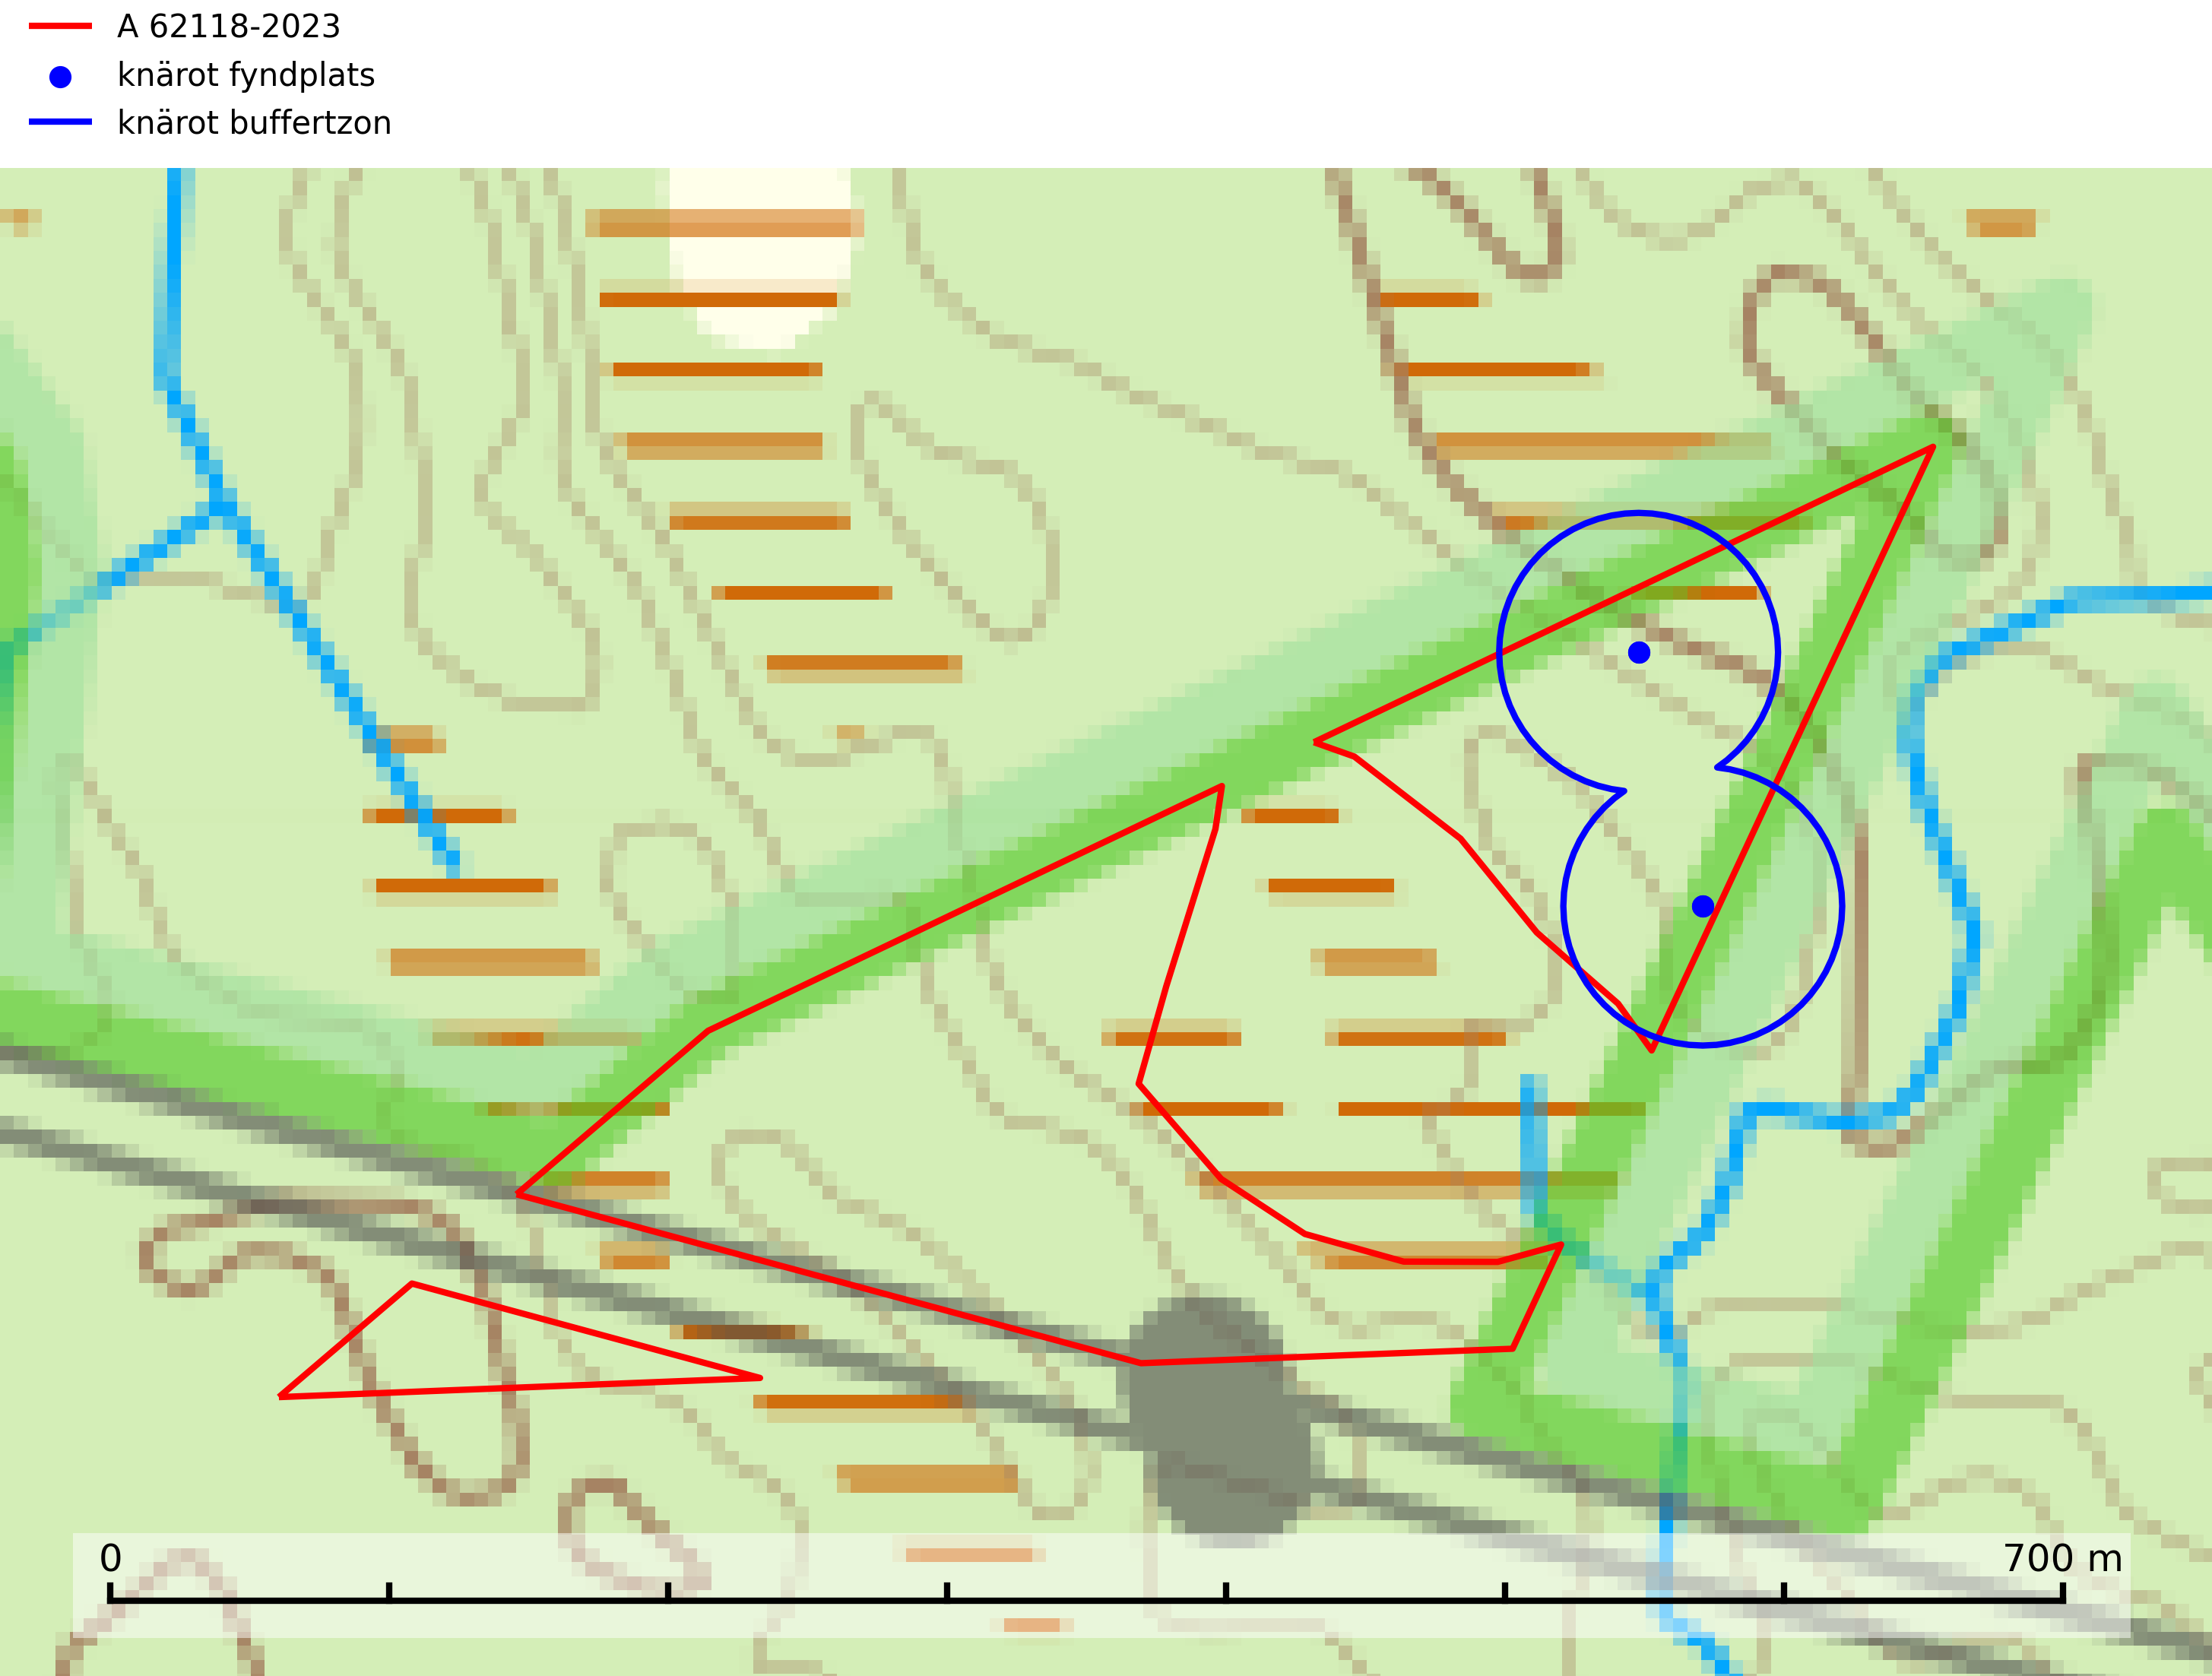 A 62118-2023
knärot fyndplats
knärot buffertzon
0
700 m